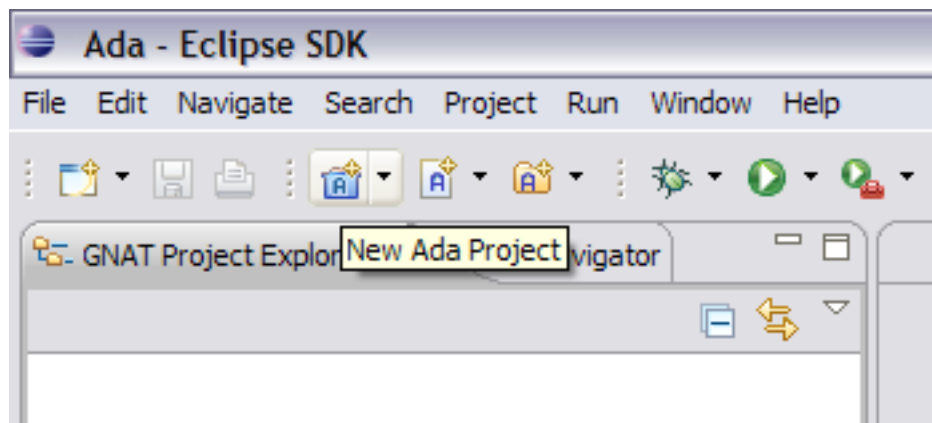 Ada - Eclipse SDK
File Edit Navigate Search Project Run Window Help
A A A
GNAT Project Explor New Ada Project vigator